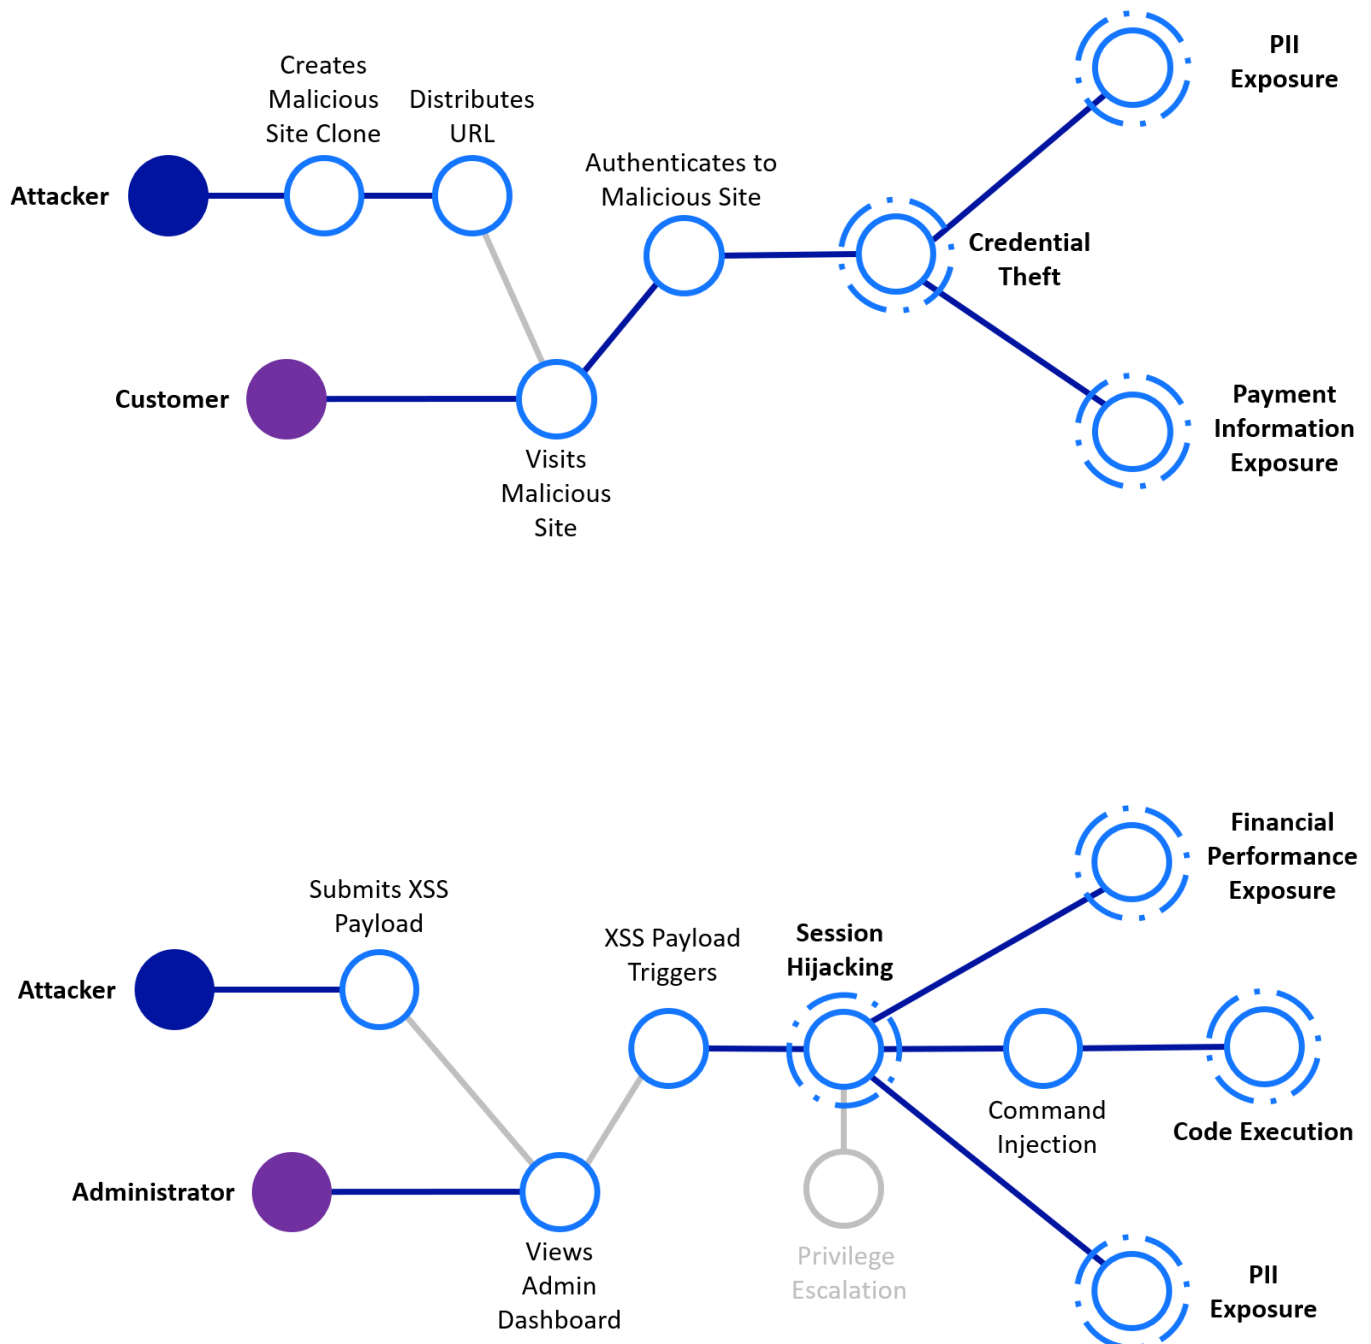 PII
Exposure
Creates
Malicious
Site Clone
Distributes
URL
Authenticates to
Malicious Site
Attacker
Credential
Theft
Customer
Payment
Information
Exposure
Visits
Malicious
Site
Financial
Performance
Exposure
Submits XSS
Payload
XSS Payload
Triggers
Session
Hijacking
Attacker
Command
Injection
Code Execution
Administrator
Views
Admin
Dashboard
Privilege
Escalation
PII
Exposure